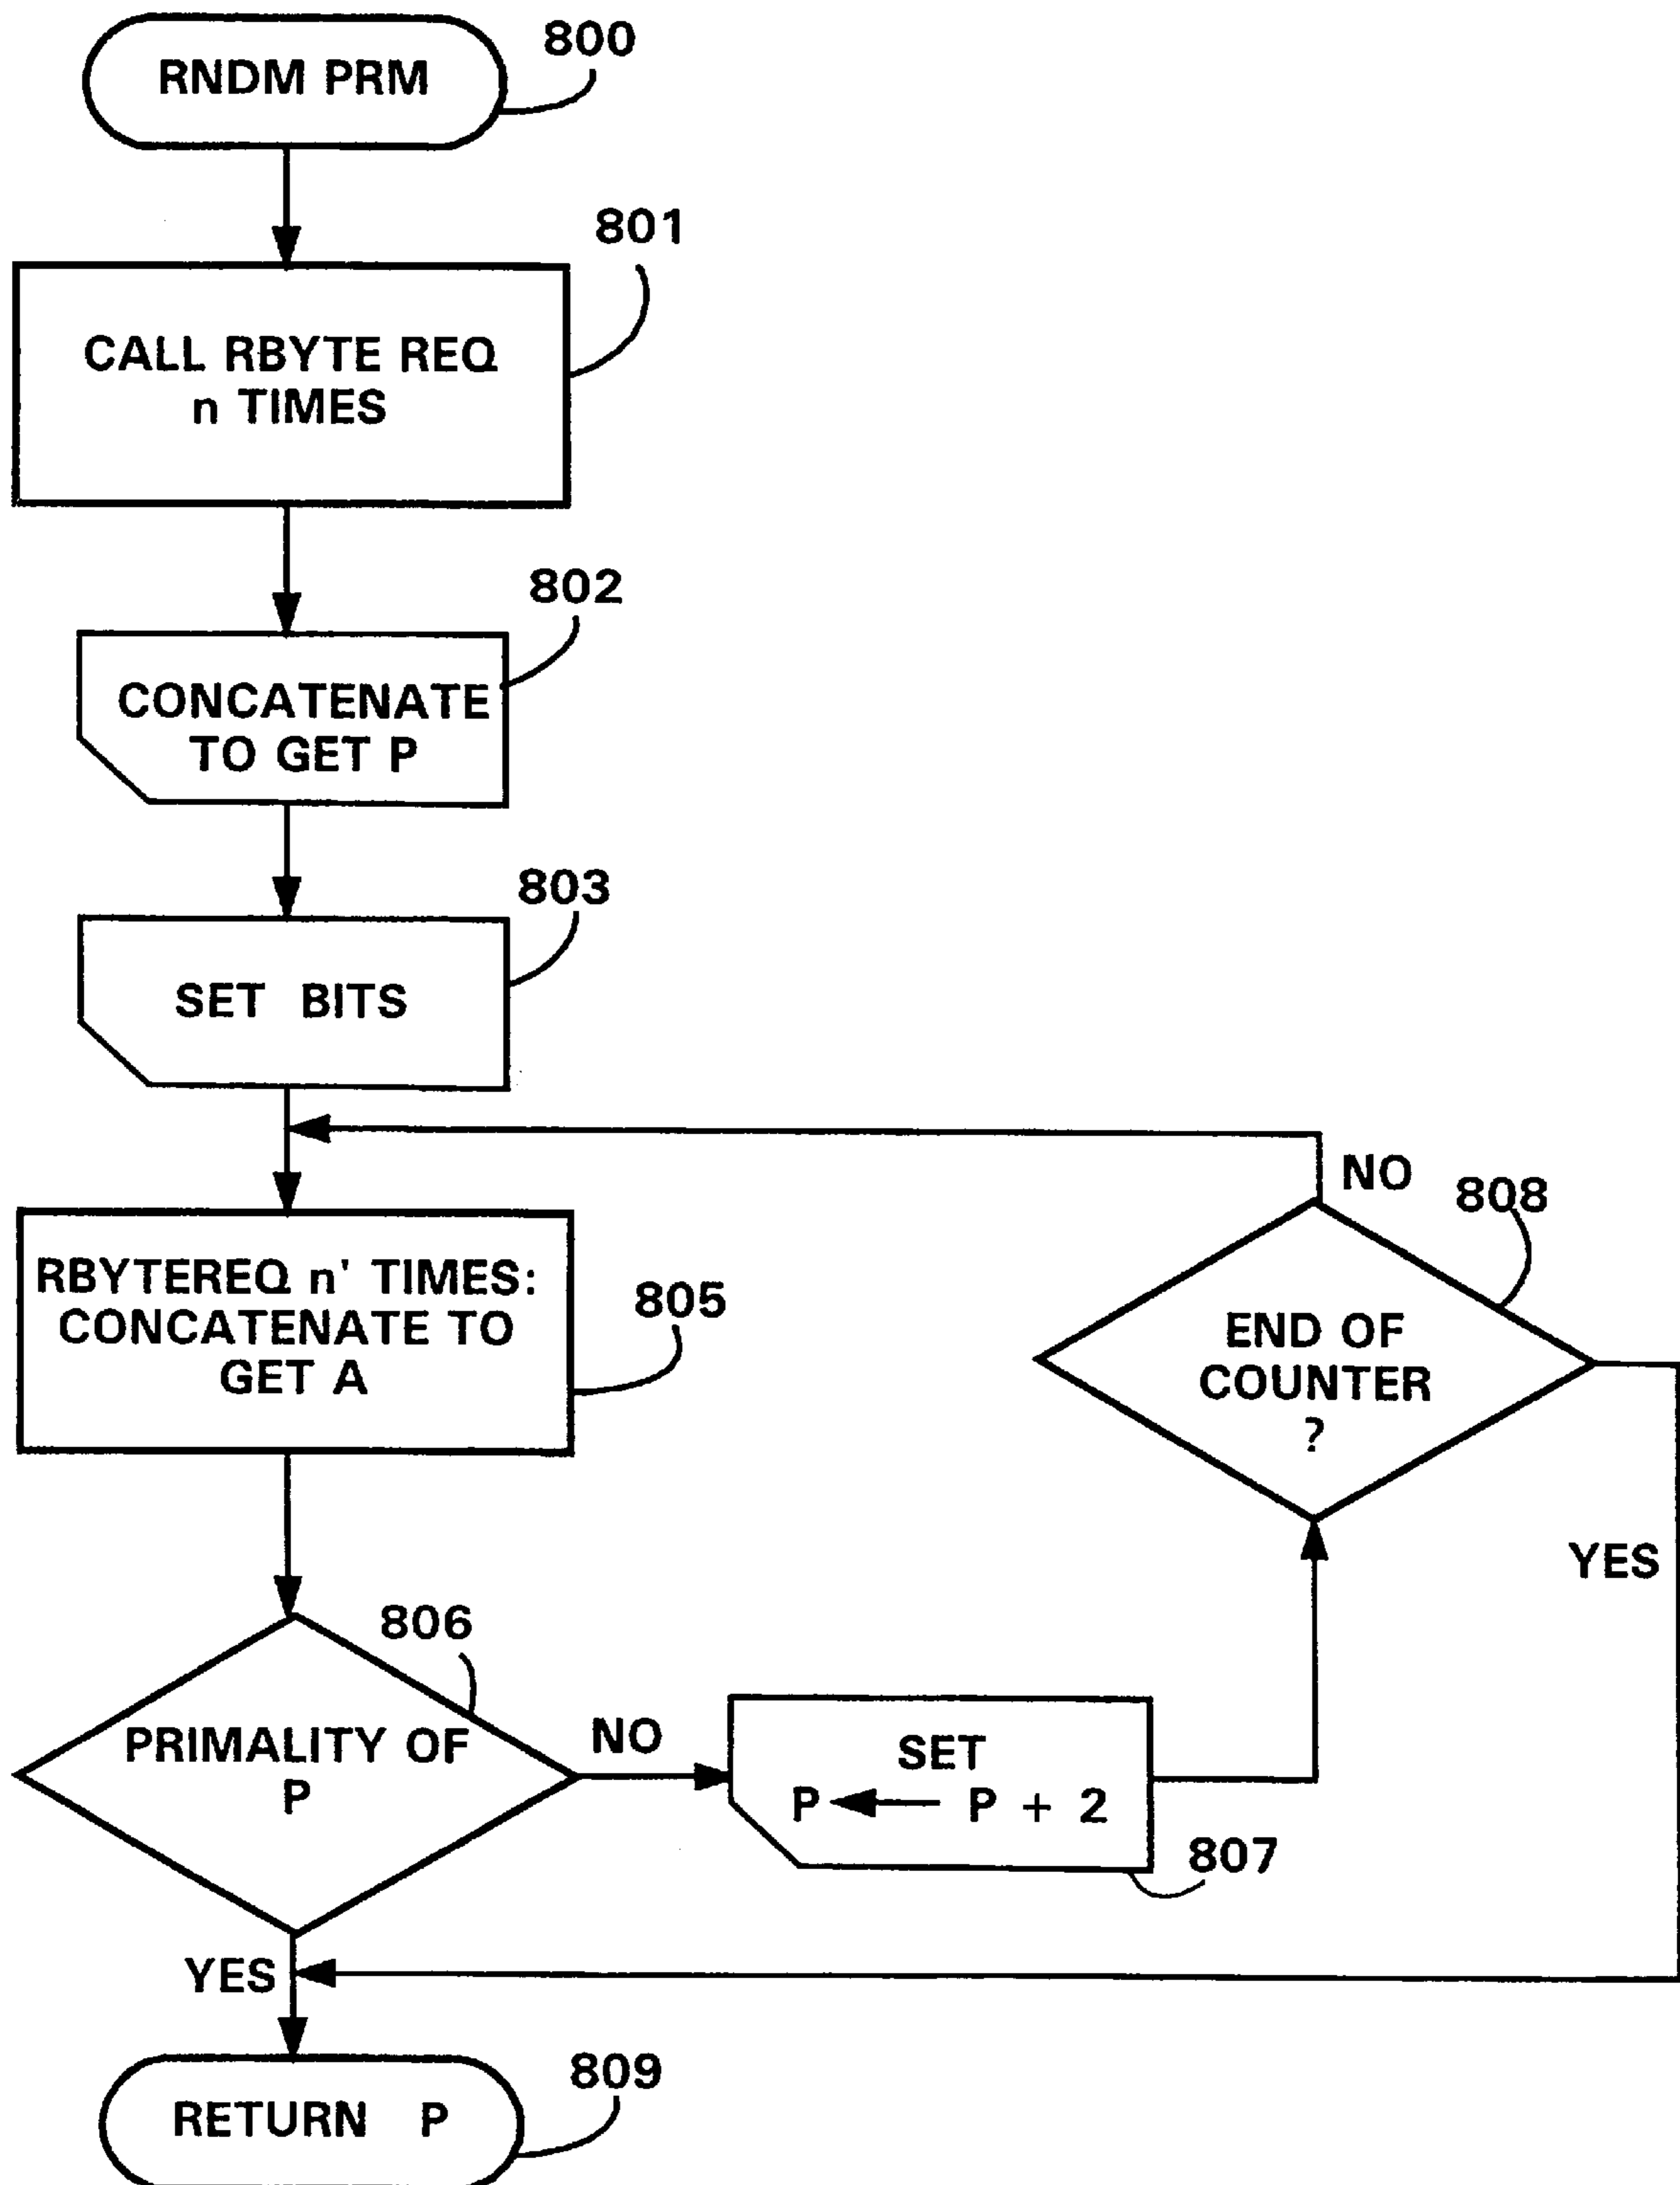 RNDM PRM
800
801
CALL RBYTE REQ
n TIMES
802
CONCATENATE
TO GET P
803
SET BITS
NO
808
RBYTEREQ n' TIMES:
CONCATENATE TO
GET A
805
END OF
COUNTER
?
YES
806
PRIMALITY OF
P
NO
SET
P ← P + 2
807
YES
RETURN P
809